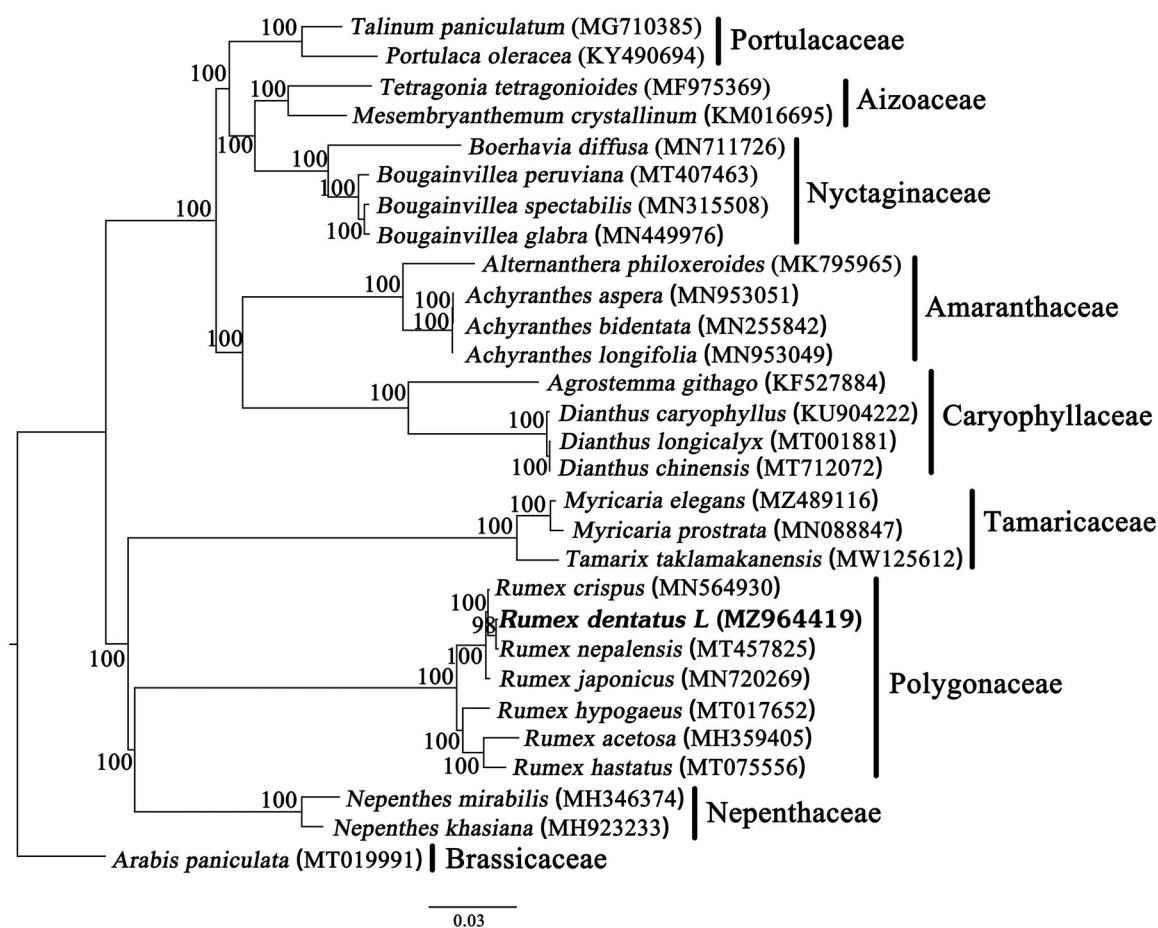 100 Talinum paniculatum (MG710385)
Portulaca oleracea (KY490694)
Portulacaceae
100
100 Tetragonia tetragonioides (MF975369)
Mesembryanthemum crystallinum (KM016695)
Aizoaceae
100
100 Boerhavia diffusa (MN711726)
100 Bougainvillea peruviana (MT407463)
Bougainvillea spectabilis (MN315508)
100 Bougainvillea glabra (MN449976)
Nyctaginaceae
100
100 Alternanthera philoxeroides (MK795965)
100 Achyranthes aspera (MN953051)
100 Achyranthes bidentata (MN255842)
Achyranthes longifolia (MN953049)
Amaranthaceae
100
100 Agrostemma githago (KF527884)
100 Dianthus caryophyllus (KU904222)
Dianthus longicalyx (MT001881)
100 Dianthus chinensis (MT712072)
Caryophyllaceae
100 Myricaria elegans (MZ489116)
100 Myricaria prostrata (MN088847)
Tamarix taklamakanensis (MW125612)
Tamaricaceae
Rumex crispus (MN564930)
100
98 Rumex dentatus L (MZ964419)
Rumex nepalensis (MT457825)
100
100 Rumex japonicus (MN720269)
Rumex hypogaeus (MT017652)
100 Rumex acetosa (MH359405)
100 Rumex hastatus (MT075556)
Polygonaceae
100
100
100 Nepenthes mirabilis (MH346374)
Nepenthes khasiana (MH923233)
Nepenthaceae
Arabis paniculata (MT019991)
Brassicaceae
0.03